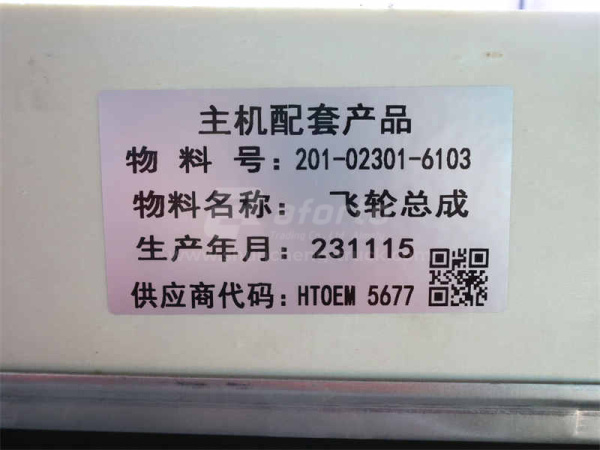 主机配套产品
物 料 号：201-02301-6103
物料名称： 飞轮总成
生产年月：231115
供应商代码：HTOEM 5677